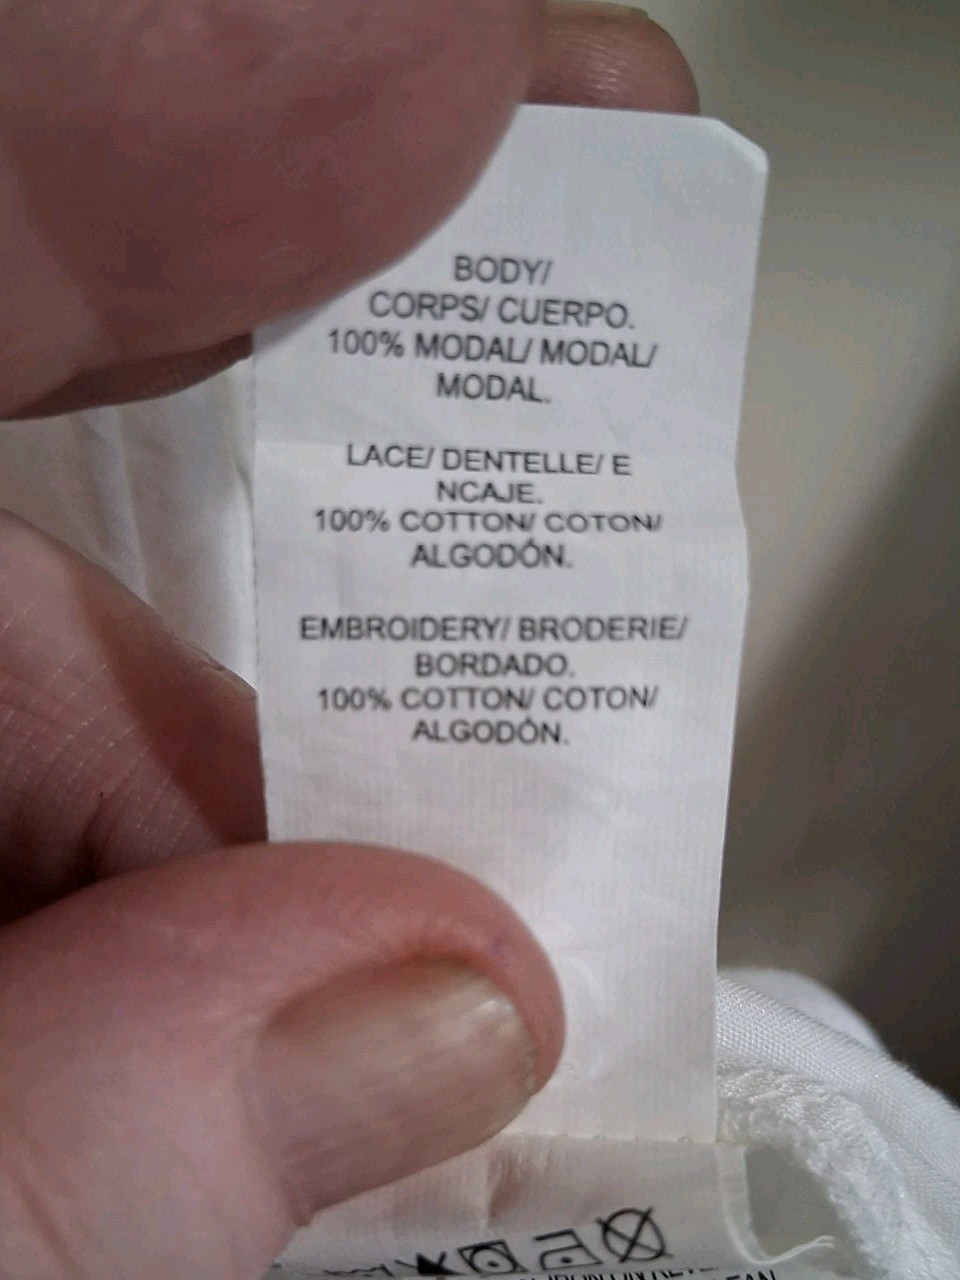 BODY/
CORPS/ CUERPO.
100% MODAL/ MODAL/
MODAL.
LACE/ DENTELLE/ E
NCAJE.
100% COTTON/ COTON/
ALGODÓN.
EMBROIDERY/ BRODERIE/
BORDADO.
100% COTTON/ COTON/
ALGODÓN.